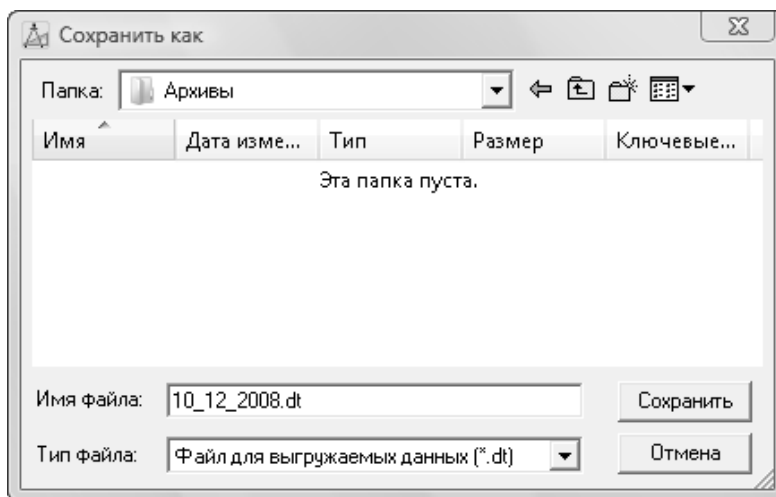 Сохранить как
Папка: Архивы
Имя Дата изме... Тип Размер Ключевые...
Эта папка пуста.
Имя файла: 10_12_2008.dt Сохранить
Тип файла: Файл для выгружаемых данных (*.dt) Отмена